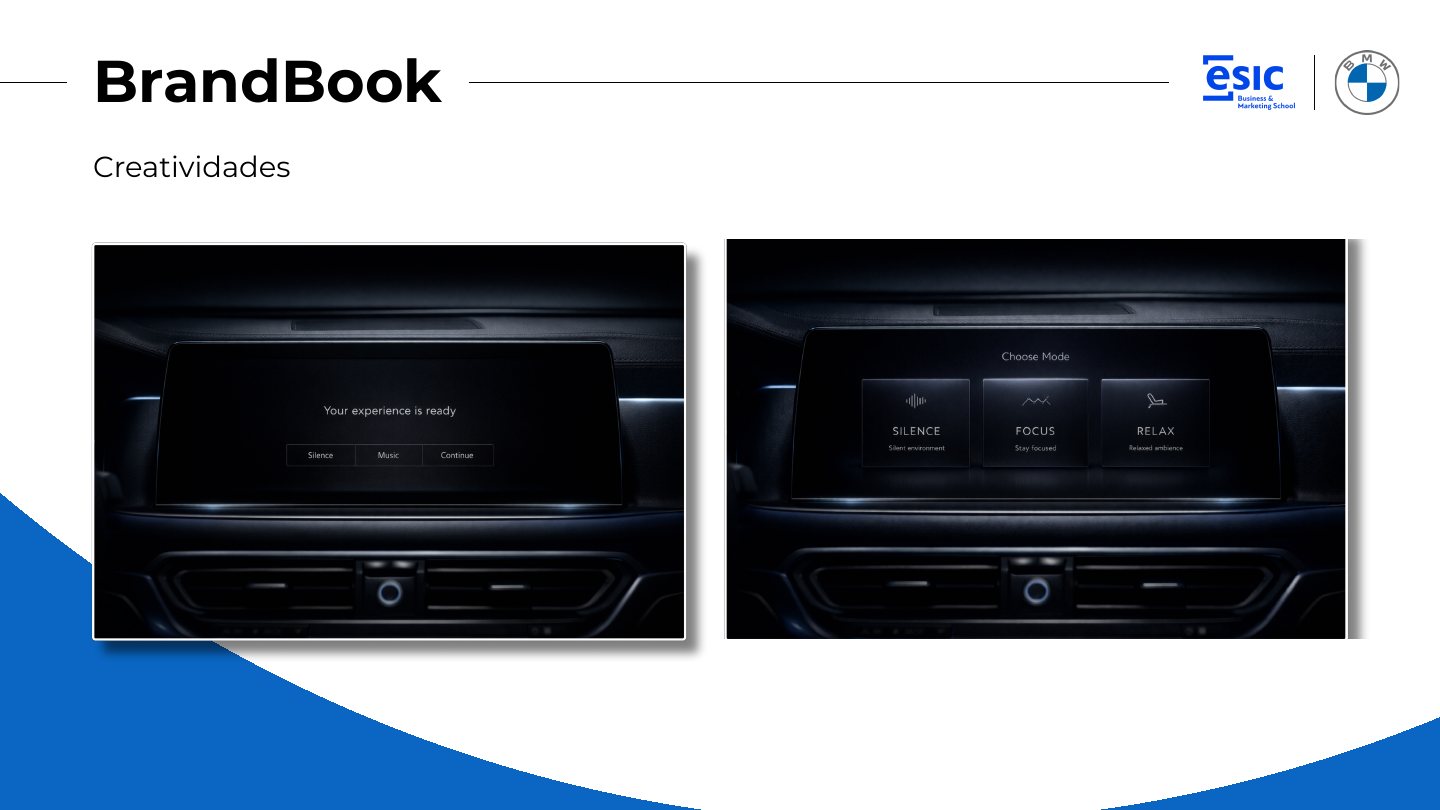 BrandBook
esic
Business &
Marketing School
BMW
Creatividades
Your experience is ready
Silence Music Continue
Choose Mode
SILENCE FOCUS RELAX
Silent environment Stay focused Relaxed ambience